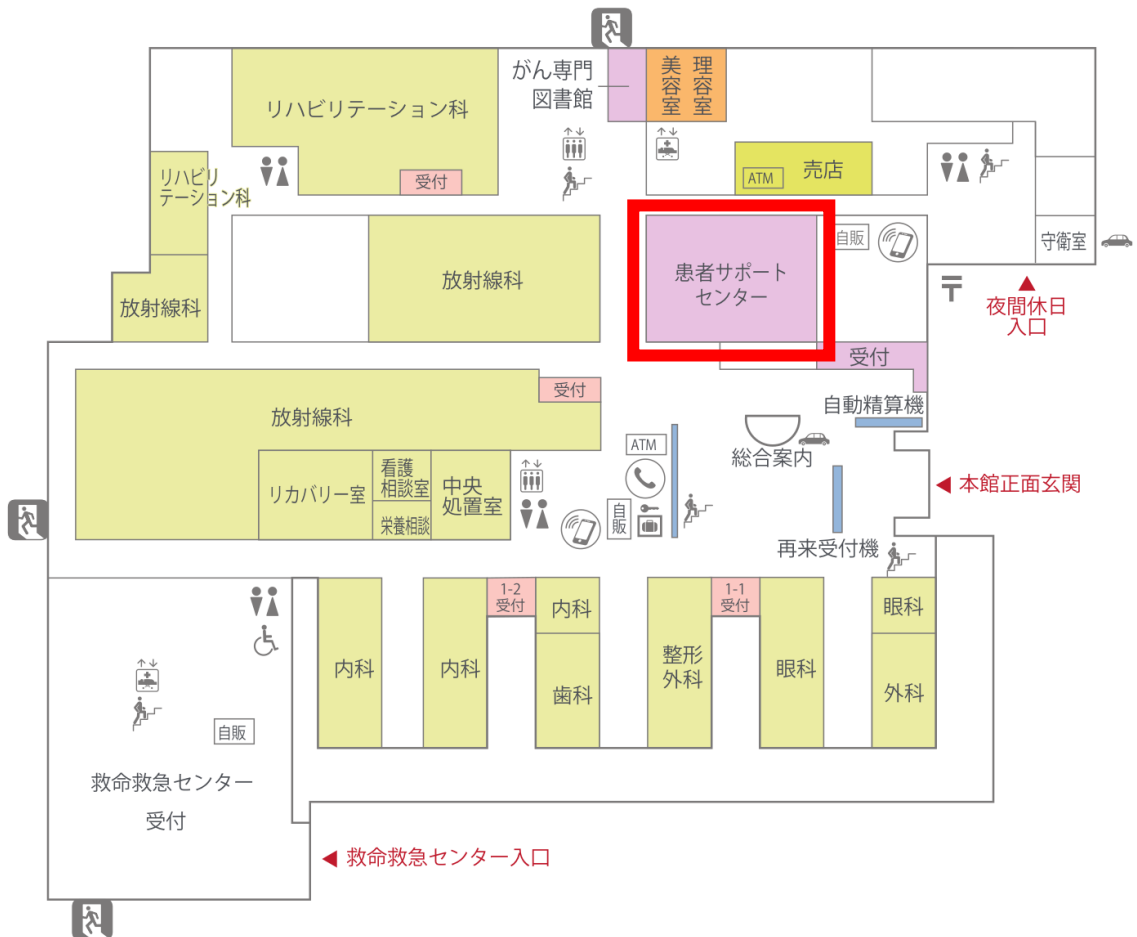 がん専門
図書館
美容室
理容室
リハビリテーション科
受付
リハビリ
テーション科
ATM
売店
守衛室
放射線科
放射線科
患者サポート
センター
自販
〒
夜間休日
入口
受付
自動精算機
放射線科
受付
総合案内
ATM
自販
本館正面玄関
再来受付機
リカバリー室
看護
相談室
栄養相談
中央
処置室
内科
内科
1-2
受付
内科
歯科
整形
外科
1-1
受付
眼科
眼科
外科
自販
救命救急センター
受付
救命救急センター入口